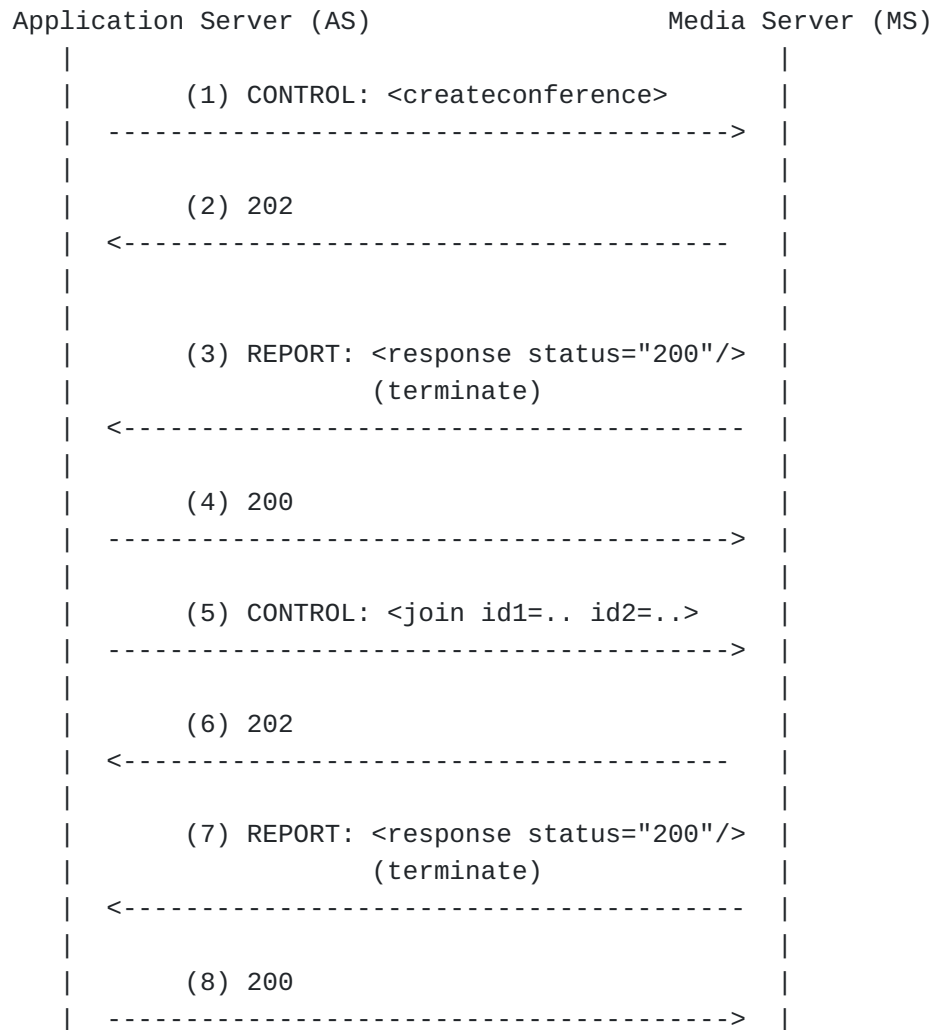 Application Server (AS) Media Server (MS)
(1) CONTROL: <createconference>
(2) 202
(3) REPORT: <response status="200"/>
(terminate)
(4) 200
(5) CONTROL: <join id1=.. id2=..>
(6) 202
(7) REPORT: <response status="200"/>
(terminate)
(8) 200